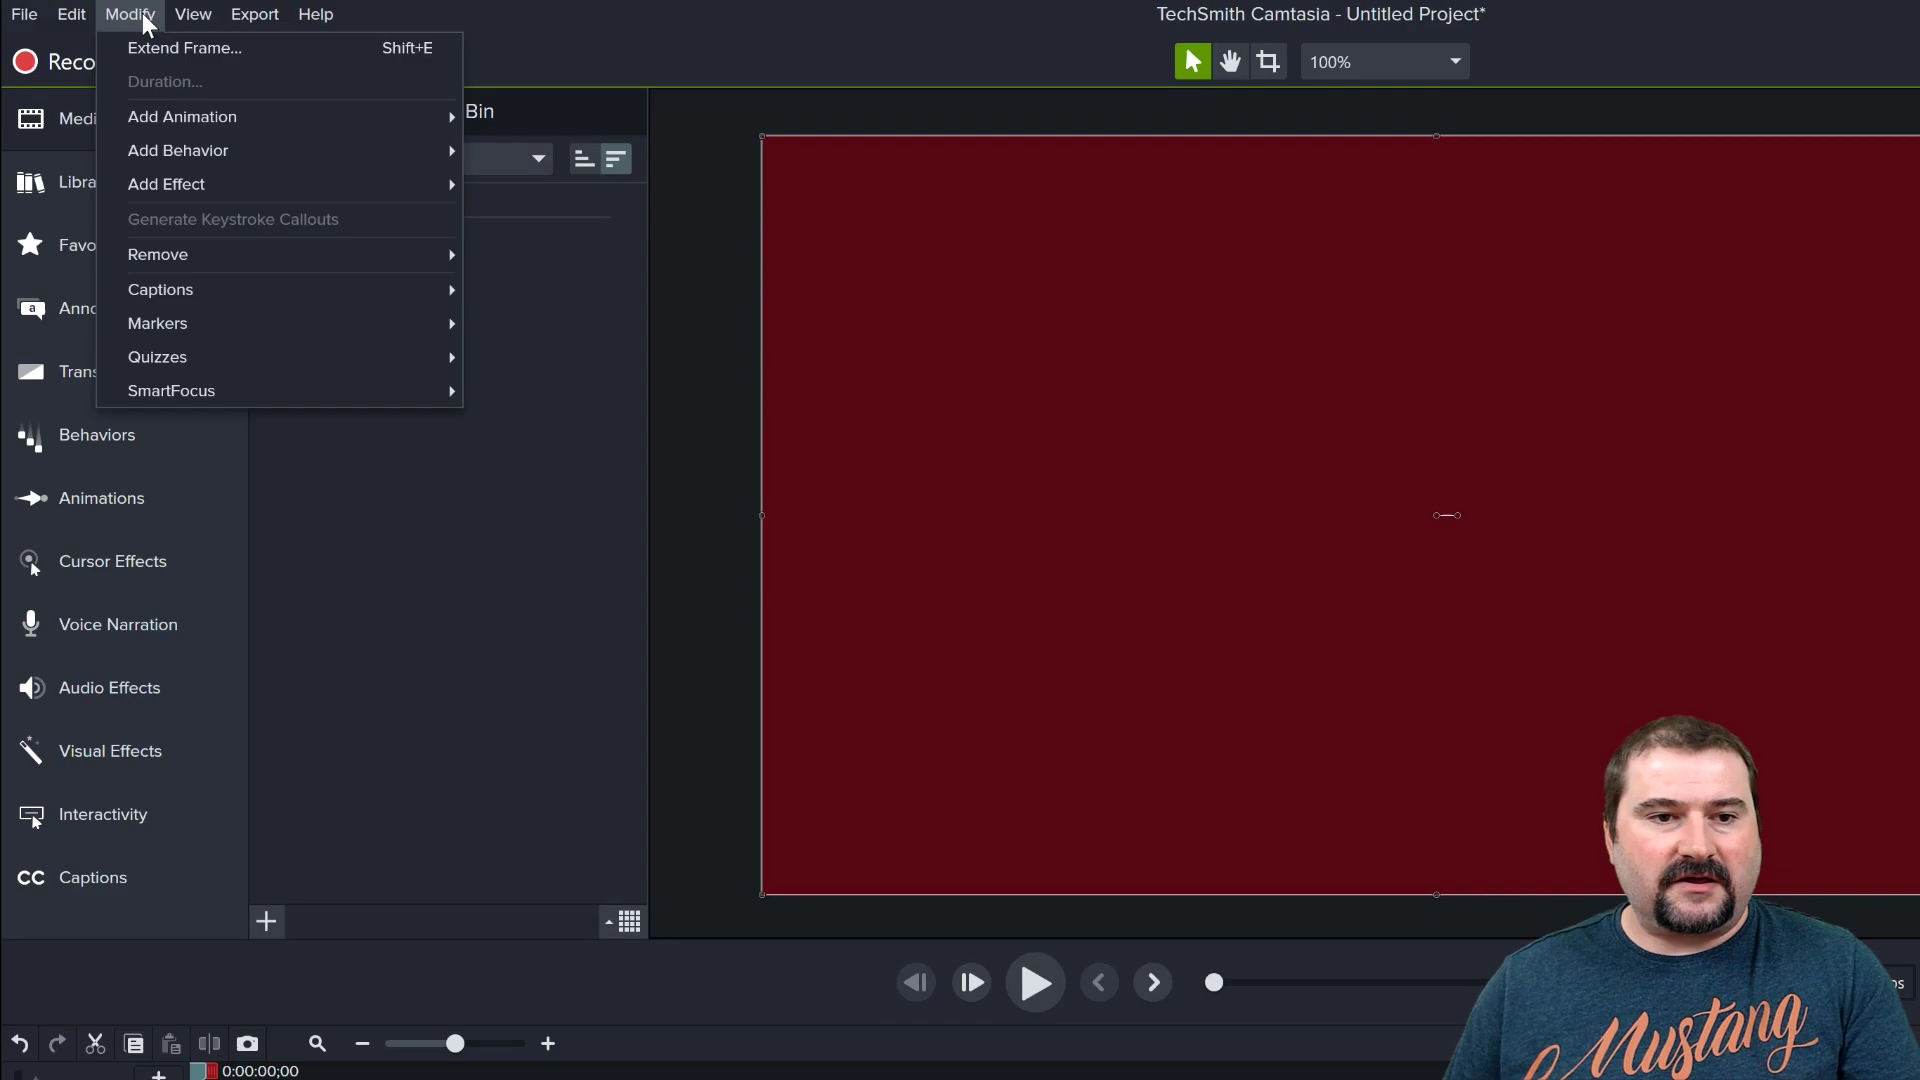 File Edit Modify View Export Help
TechSmith Camtasia - Untitled Project*
Extend Frame... Shift+E
Reco
100%
Duration...
Bin
Medi
Add Animation
Add Behavior
Libra
Add Effect
Generate Keystroke Callouts
Favo
Remove
Captions
a
Anno
Markers
Quizzes
Trans
SmartFocus
Behaviors
Animations
Cursor Effects
Voice Narration
Audio Effects
Visual Effects
Interactivity
CC Captions
Mustang
0:00:00;00